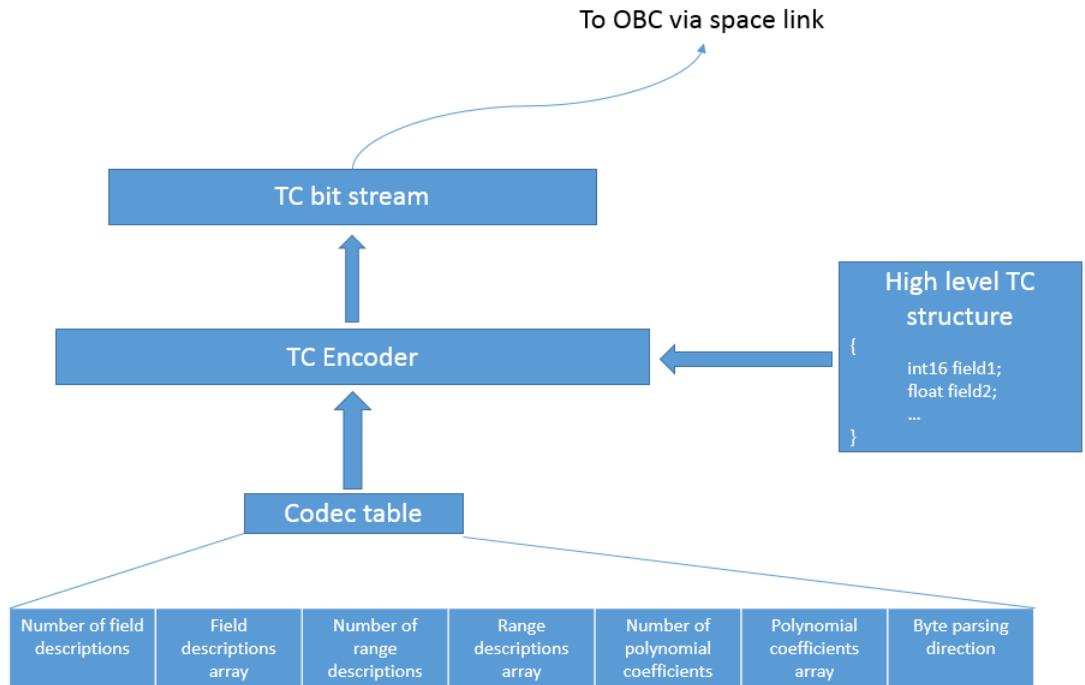 To OBC via space link
TC bit stream
High level TC
structure
{
int16 field1;
float field2;
...
}
TC Encoder
Codec table
Number of field
descriptions
Field
descriptions
array
Number of
range
descriptions
Range
descriptions
array
Number of
polynomial
coefficients
Polynomial
coefficients
array
Byte parsing
direction